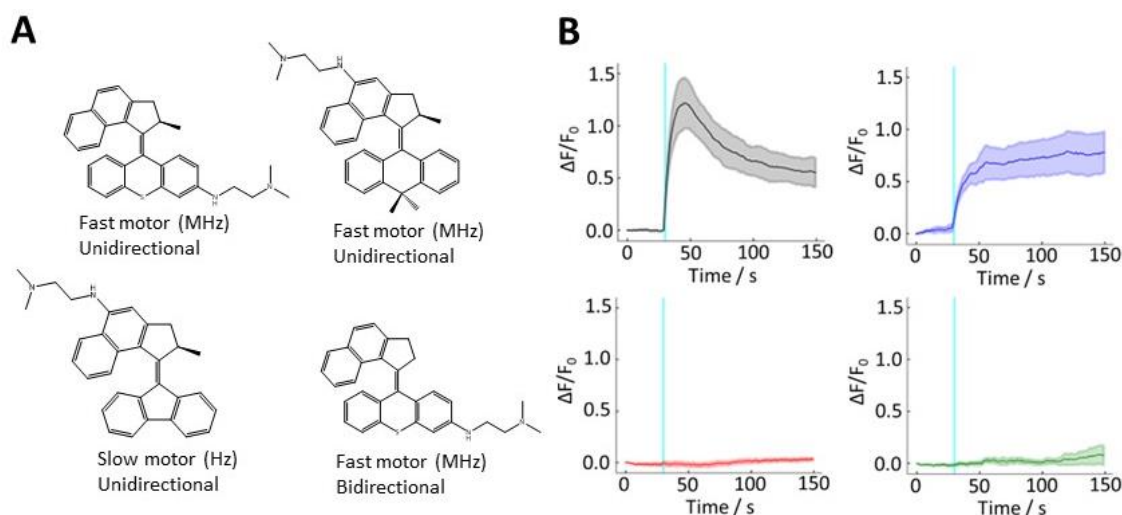 A
B
N
H
N
S
N
H
N
Fast motor (MHz)
Unidirectional
Fast motor (MHz)
Unidirectional
N
H
N
S
N
H
N
Slow motor (Hz)
Unidirectional
Fast motor (MHz)
Bidirectional
ΔF/F0
1.5
1.0
0.5
0.0
0 50 100 150
Time / s
ΔF/F0
1.5
1.0
0.5
0.0
0 50 100 150
Time / s
ΔF/F0
1.5
1.0
0.5
0.0
0 50 100 150
Time / s
ΔF/F0
1.5
1.0
0.5
0.0
0 50 100 150
Time / s